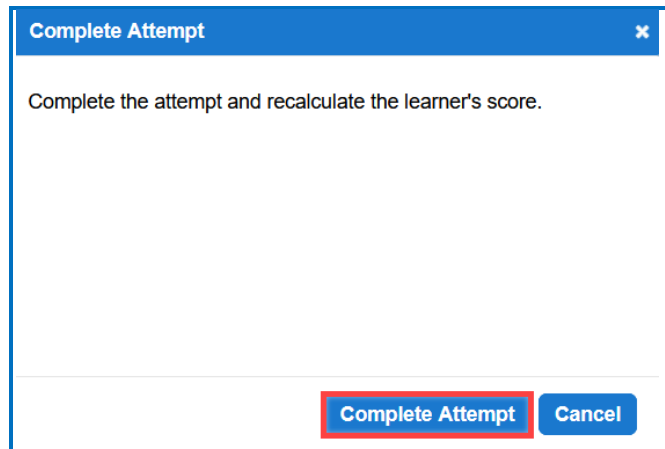 Complete Attempt
Complete the attempt and recalculate the learner's score.
Complete Attempt Cancel